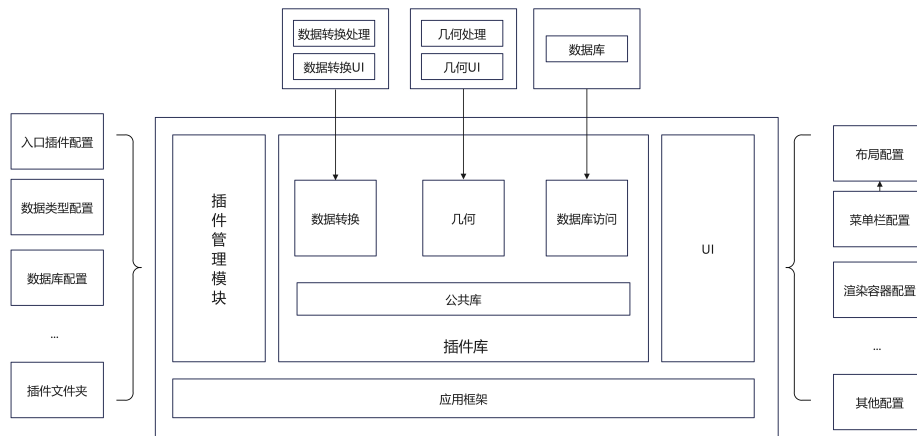 数据转换处理
数据转换UI
几何处理
几何UI
数据库
入口插件配置
数据类型配置
数据库配置
...
插件文件夹
插件管理模块
数据转换
几何
数据库访问
公共库
插件库
UI
应用框架
布局配置
菜单栏配置
渲染容器配置
...
其他配置